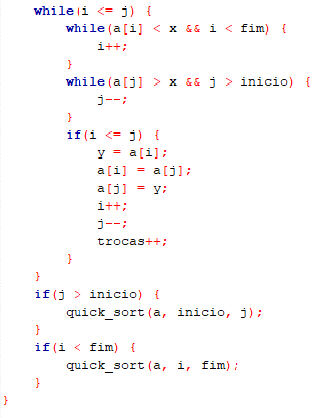 while(i <= j) {
while(a[i] < x && i < fim) {
i++;
}
while(a[j] > x && j > inicio) {
j--;
}
if(i <= j) {
y = a[i];
a[i] = a[j];
a[j] = y;
i++;
j--;
trocas++;
}
}
if(j > inicio) {
quick_sort(a, inicio, j);
}
if(i < fim) {
quick_sort(a, i, fim);
}
}